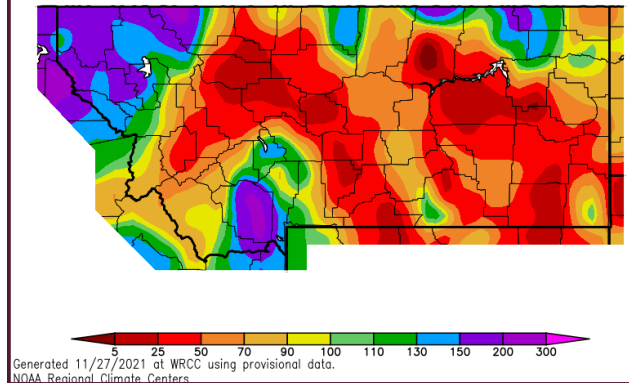 5 25 50 70 90 100 110 130 150 200 300
Generated 11/27/2021 at WRCC using provisional data.
NOAA Regional Climate Centers